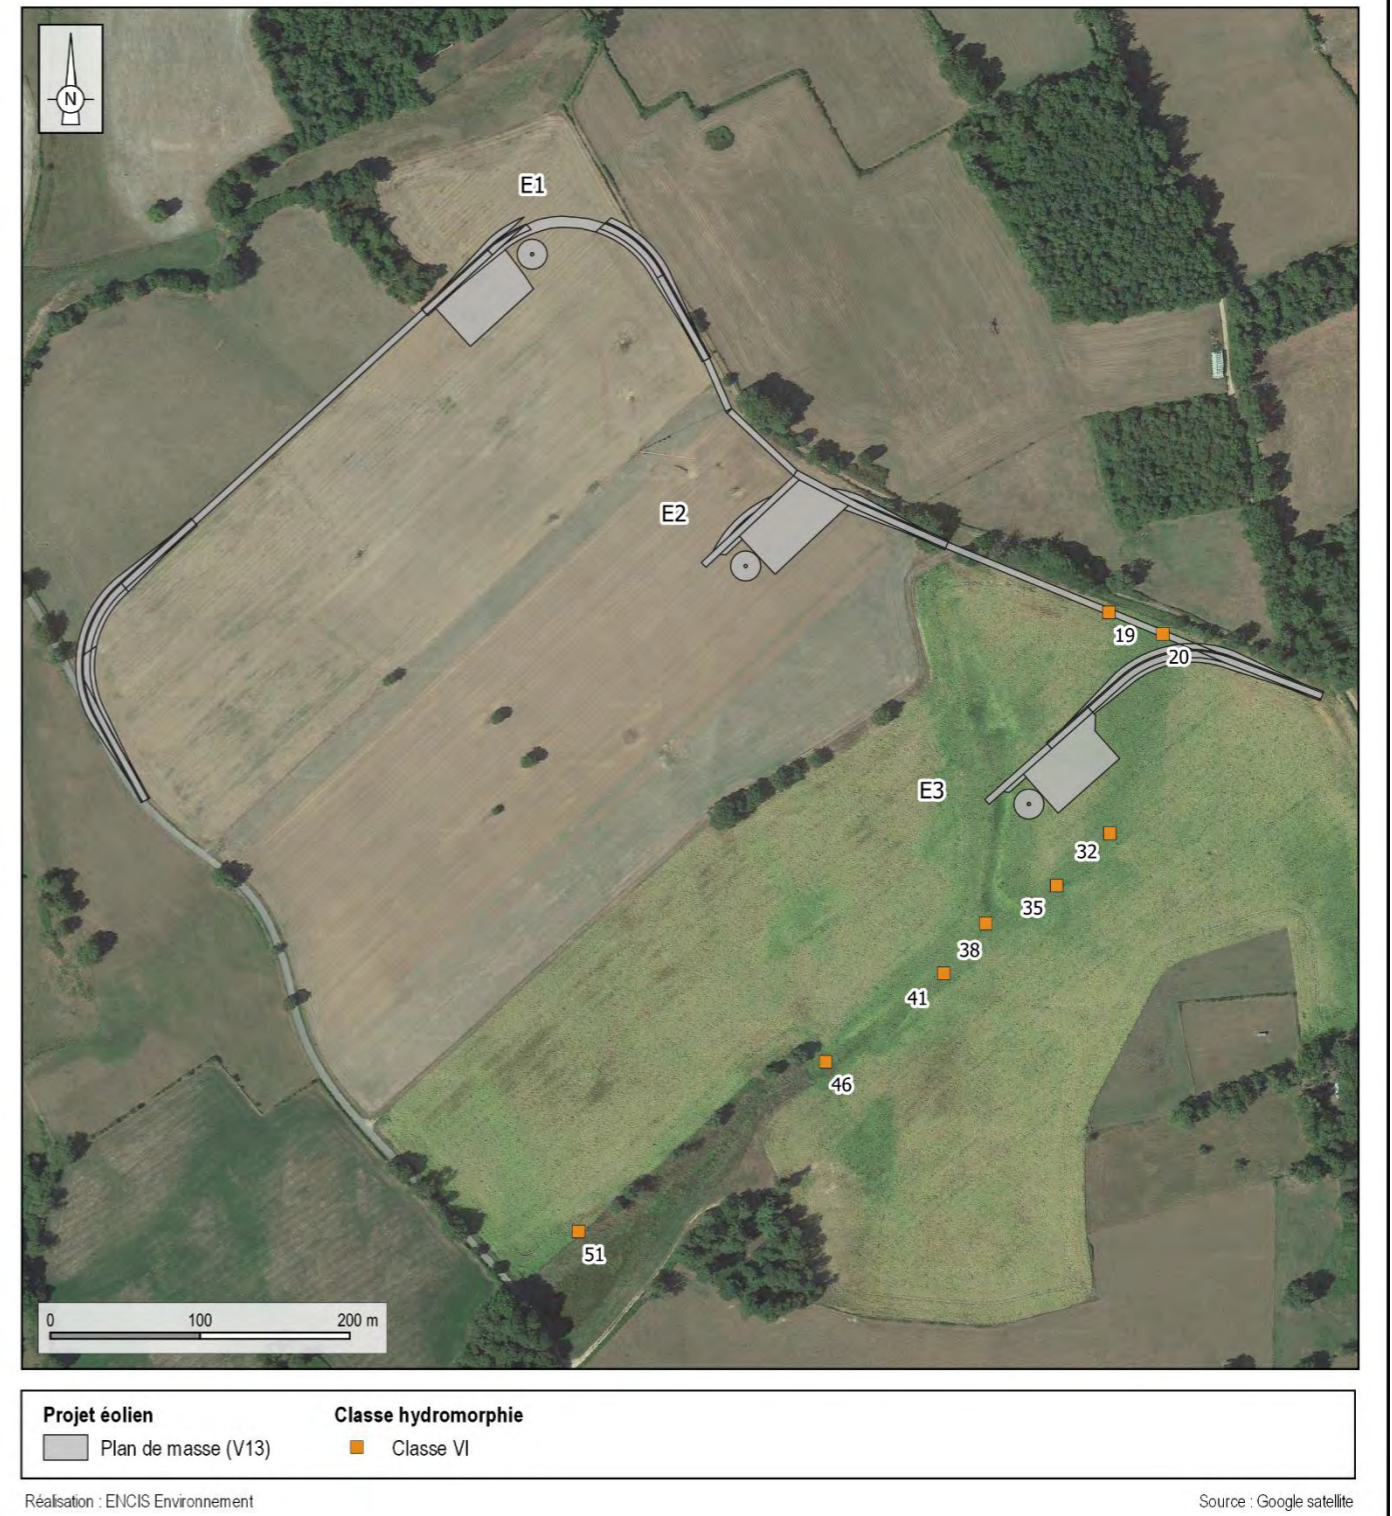 N
E1
E2
19
20
E3
32
35
38
41
46
51
0 100 200 m
Projet éolien
Plan de masse (V13)
Classe hydromorphie
Classe VI
Réalisation : ENCIS Environnement
Source : Google satellite